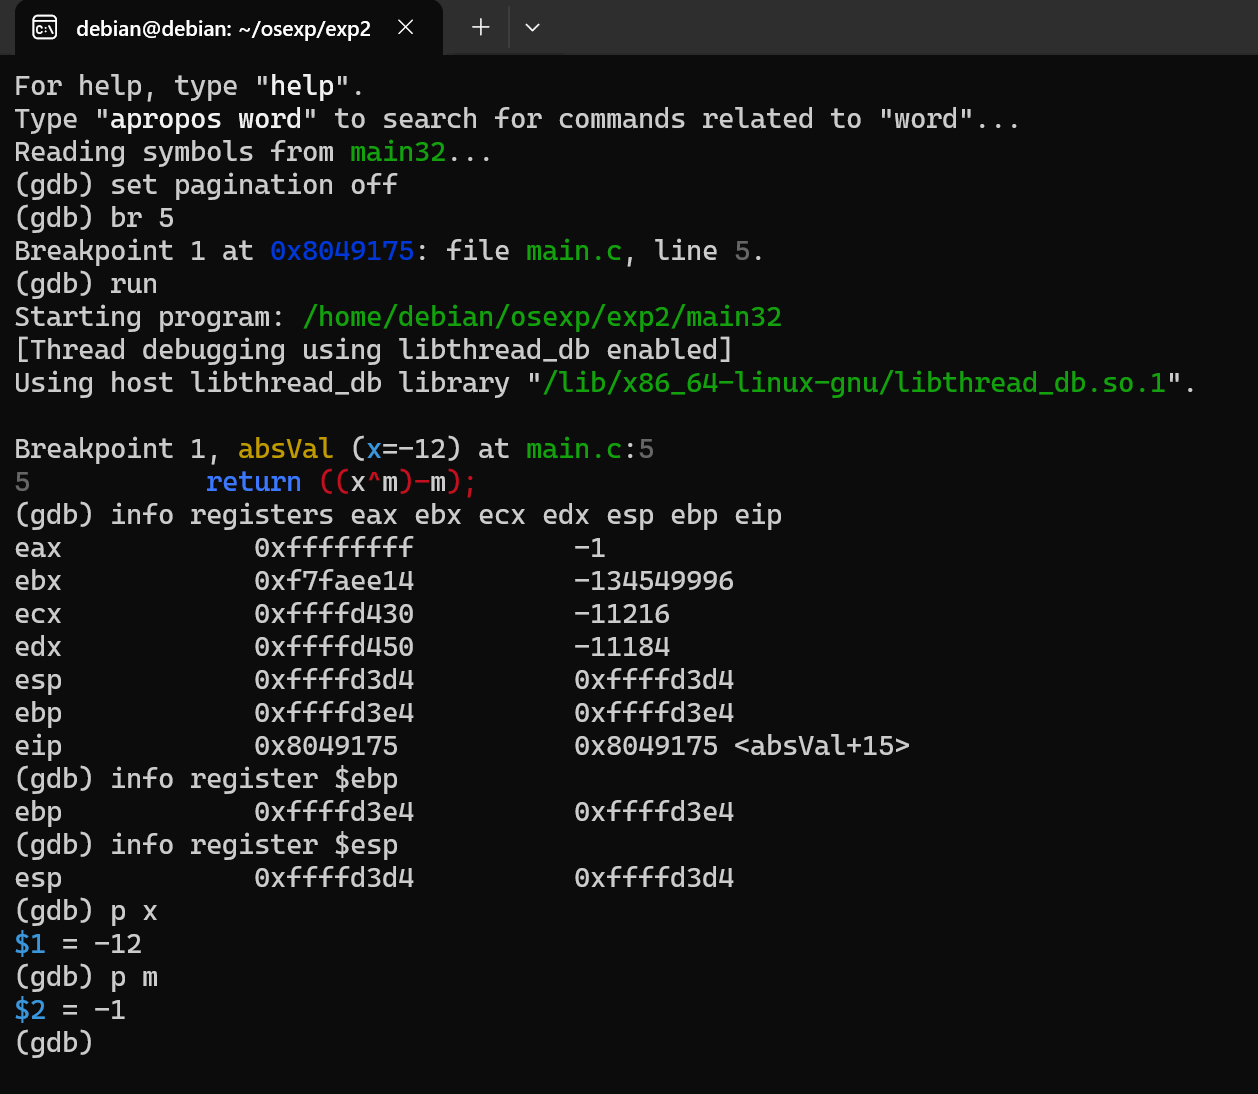 debian@debian: ~/osexp/exp2
For help, type "help".
Type "apropos word" to search for commands related to "word"...
Reading symbols from main32...
(gdb) set pagination off
(gdb) br 5
Breakpoint 1 at 0x8049175: file main.c, line 5.
(gdb) run
Starting program: /home/debian/osexp/exp2/main32
[Thread debugging using libthread_db enabled]
Using host libthread_db library "/lib/x86_64-linux-gnu/libthread_db.so.1".
Breakpoint 1, absVal (x=-12) at main.c:5
5           return ((x^m)-m);
(gdb) info registers eax ebx ecx edx esp ebp eip
eax            0xffffffff          -1
ebx            0xf7faee14          -134549996
ecx            0xffffd430          -11216
edx            0xffffd450          -11184
esp            0xffffd3d4          0xffffd3d4
ebp            0xffffd3e4          0xffffd3e4
eip            0x8049175           0x8049175 <absVal+15>
(gdb) info register $ebp
ebp            0xffffd3e4          0xffffd3e4
(gdb) info register $esp
esp            0xffffd3d4          0xffffd3d4
(gdb) p x
$1 = -12
(gdb) p m
$2 = -1
(gdb)